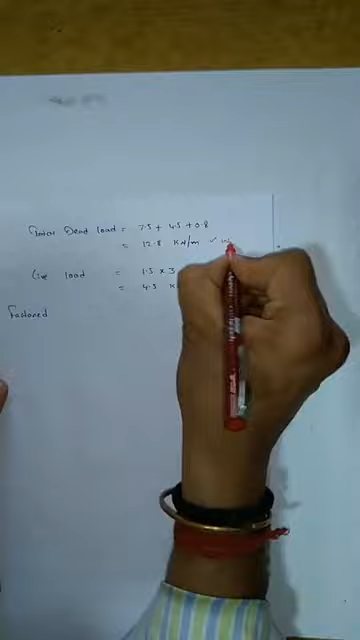 Total Dead load = 7.5 + 4.5 + 0.8
= 12.8 KN/m ✓
live load = 1.5 x 3
= 4.5
Factored